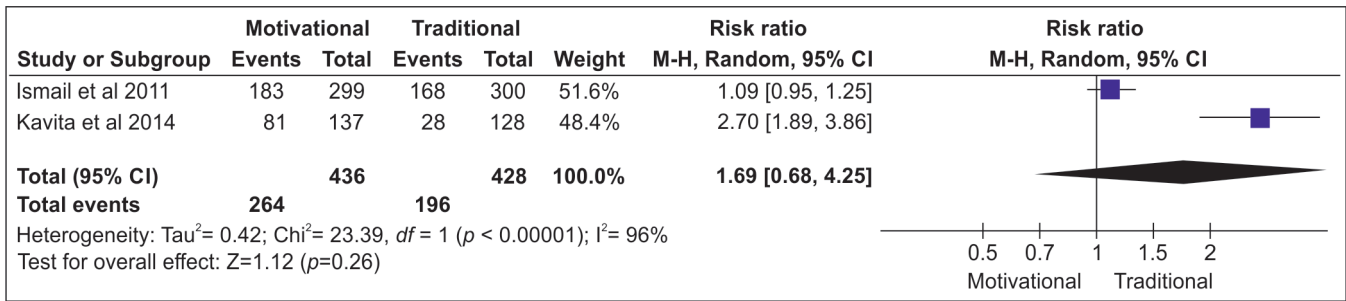 Motivational Traditional Risk ratio Risk ratio
Study or Subgroup Events Total Events Total Weight M-H, Random, 95% CI M-H, Random, 95% CI
Ismail et al 2011 183 299 168 300 51.6% 1.09 [0.95, 1.25]
Kavita et al 2014 81 137 28 128 48.4% 2.70 [1.89, 3.86]
Total (95% CI) 436 428 100.0% 1.69 [0.68, 4.25]
Total events 264 196
Heterogeneity: Tau²= 0.42; Chi²= 23.39, df = 1 (p < 0.00001); I²= 96%
Test for overall effect: Z=1.12 (p=0.26)
0.5 0.7 1 1.5 2
Motivational Traditional